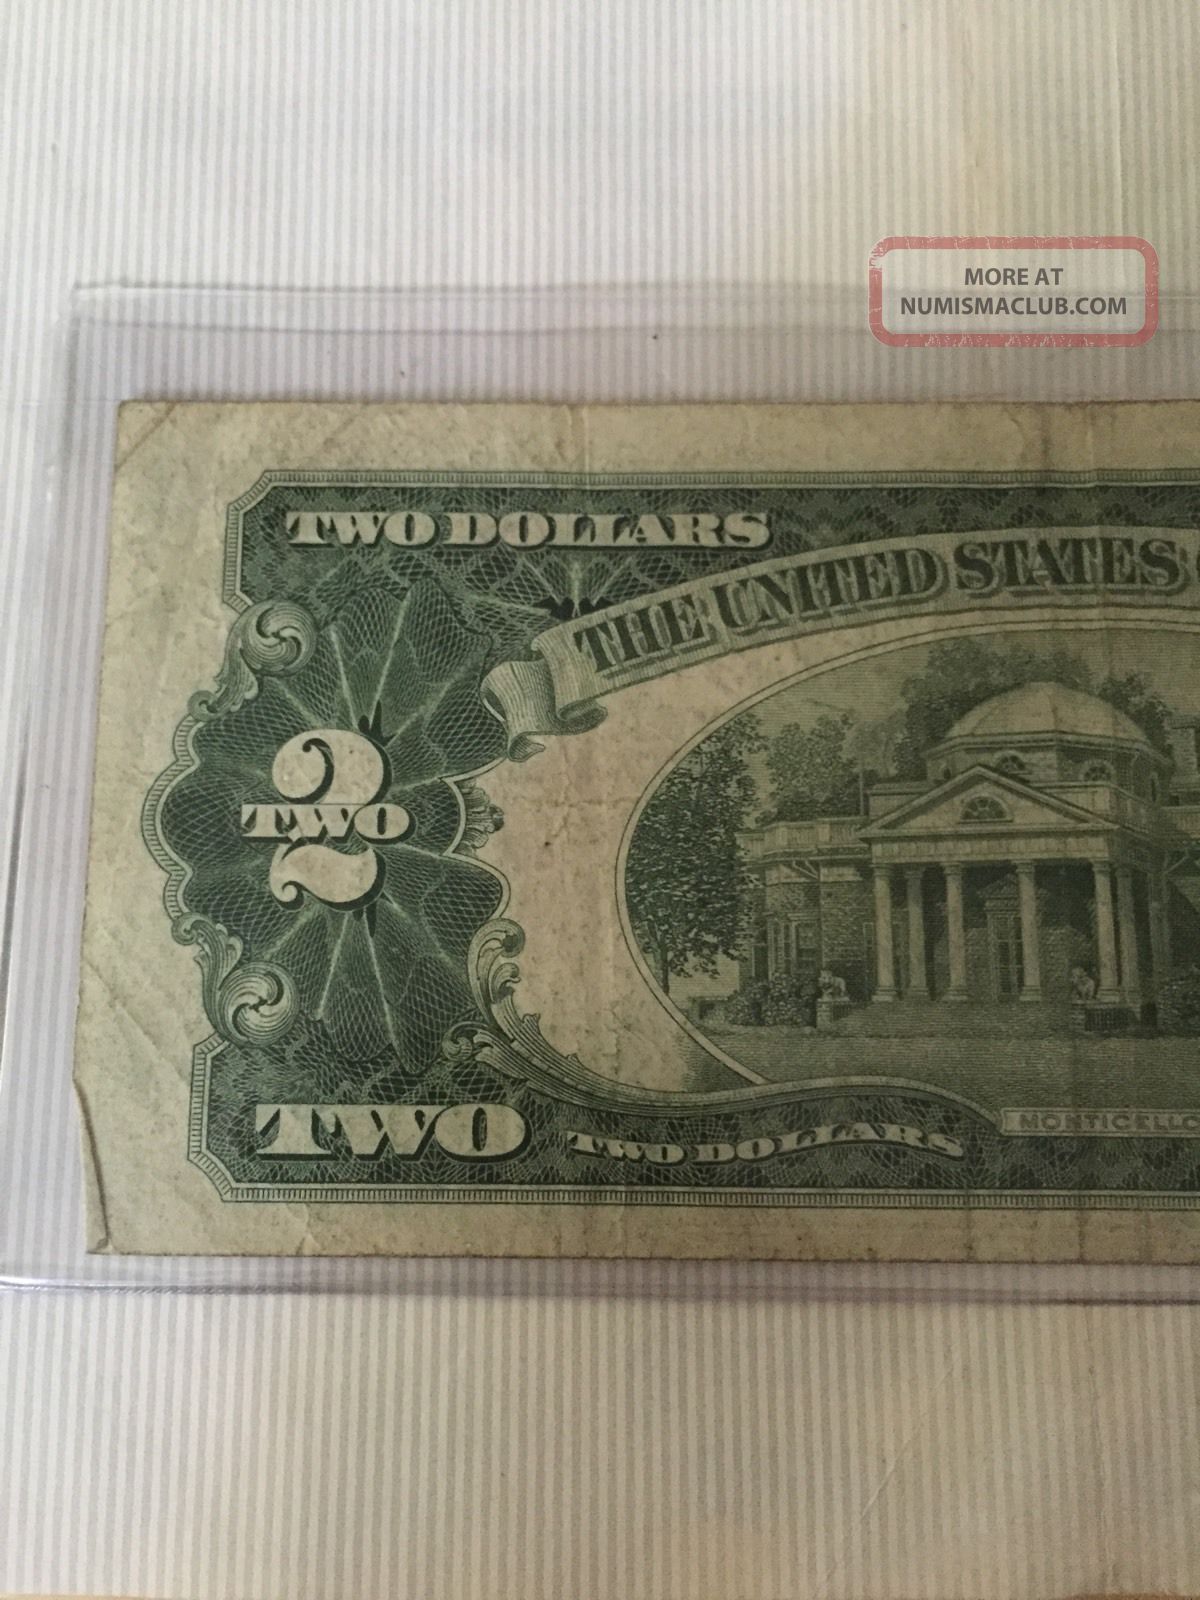 MORE AT
NUMISMACLUB.COM
TWO DOLLARS
THE UNITED STATES
2
TWO
MONTICELLO
TWO
TWO DOLLARS